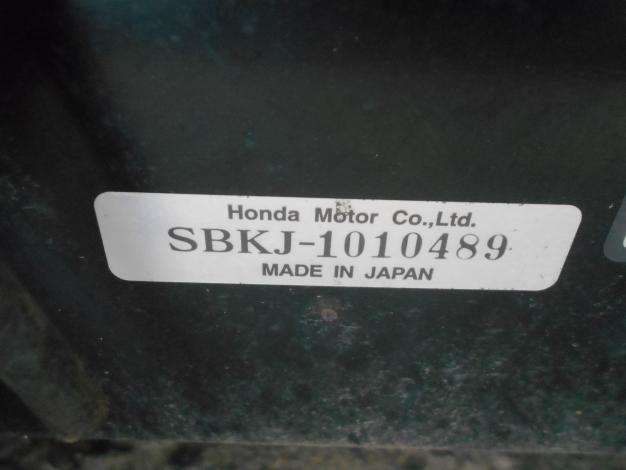 Honda Motor Co.,Ltd.
SBKJ-1010489
MADE IN JAPAN